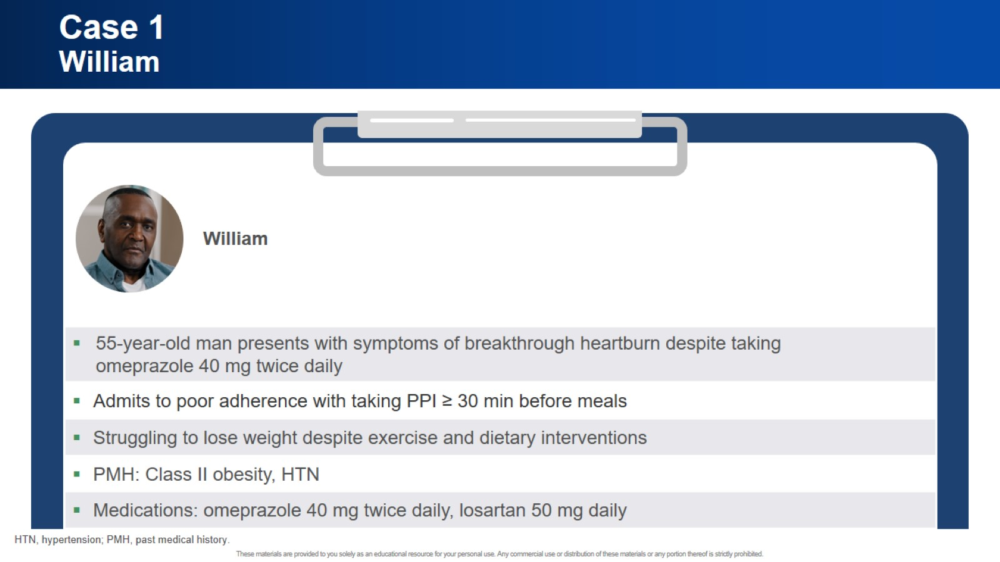 Case 1
William
William
▪ 55-year-old man presents with symptoms of breakthrough heartburn despite taking
omeprazole 40 mg twice daily
▪ Admits to poor adherence with taking PPI ≥ 30 min before meals
▪ Struggling to lose weight despite exercise and dietary interventions
▪ PMH: Class II obesity, HTN
▪ Medications: omeprazole 40 mg twice daily, losartan 50 mg daily
HTN, hypertension; PMH, past medical history.
These materials are provided to you solely as an educational resource for your personal use. Any commercial use or distribution of these materials or any portion thereof is strictly prohibited.